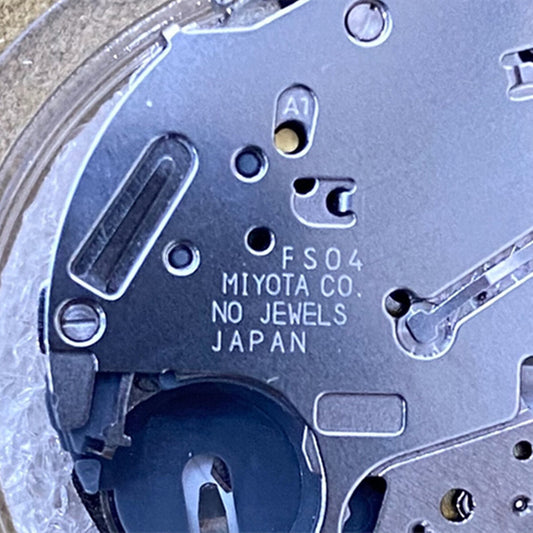 A1
FS04
MIYOTA CO.
NO JEWELS
JAPAN